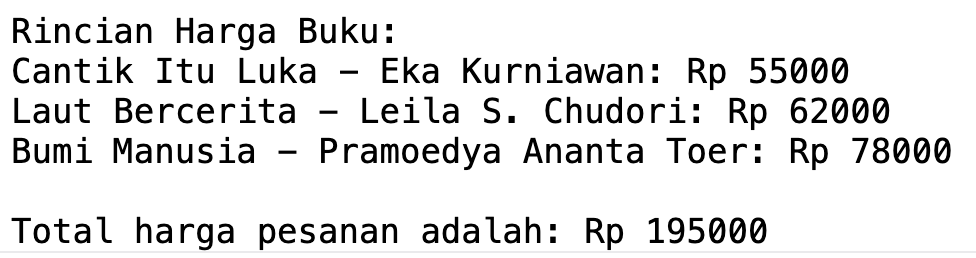 Rincian Harga Buku:
Cantik Itu Luka – Eka Kurniawan: Rp 55000
Laut Bercerita – Leila S. Chudori: Rp 62000
Bumi Manusia – Pramoedya Ananta Toer: Rp 78000
Total harga pesanan adalah: Rp 195000